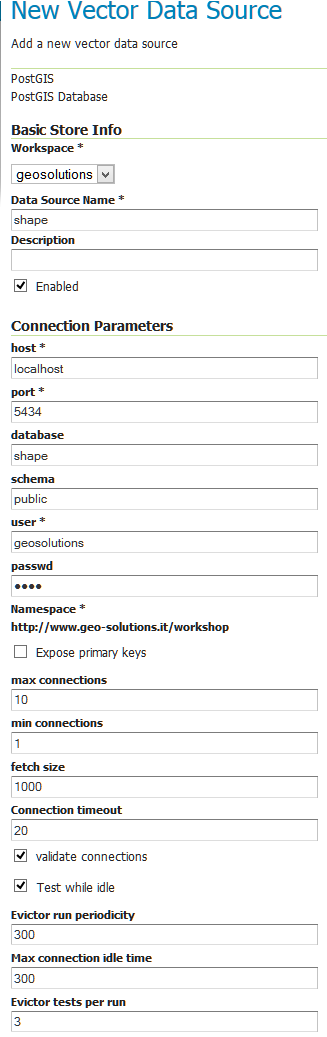 New Vector Data Source
Add a new vector data source
PostGIS
PostGIS Database
Basic Store Info
Workspace *
geosolutions
Data Source Name *
shape
Description
Enabled
Connection Parameters
host *
localhost
port *
5434
database
shape
schema
public
user *
geosolutions
passwd
••••
Namespace *
http://www.geo-solutions.it/workshop
Expose primary keys
max connections
10
min connections
1
fetch size
1000
Connection timeout
20
validate connections
Test while idle
Evictor run periodicity
300
Max connection idle time
300
Evictor tests per run
3